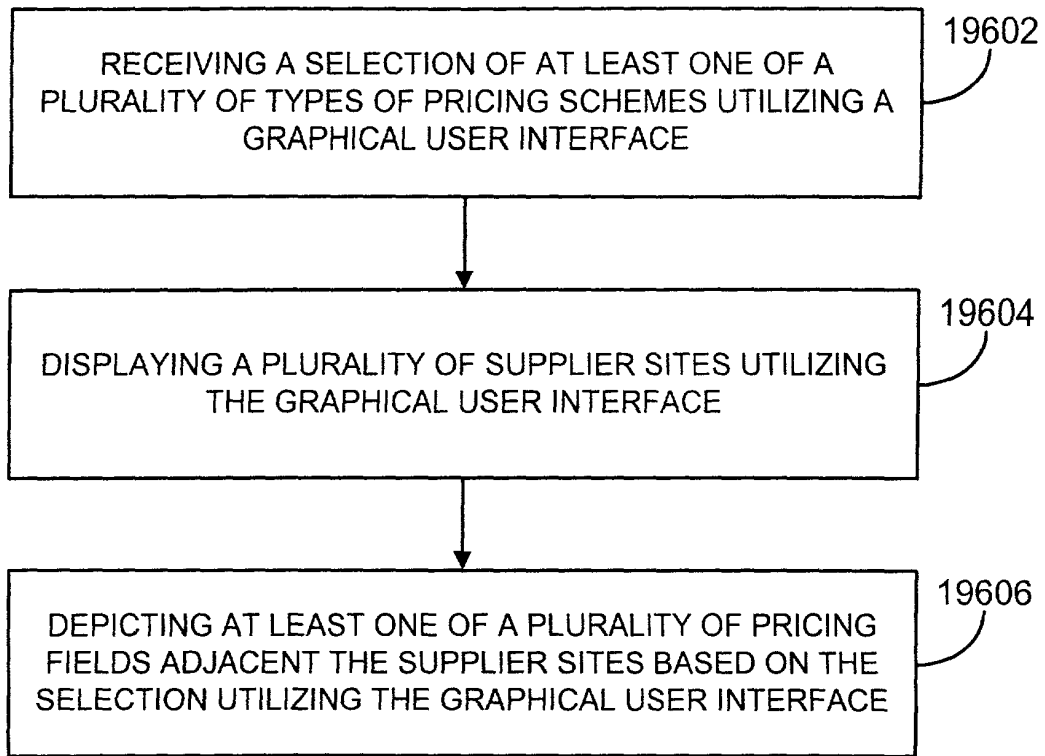 19602
RECEIVING A SELECTION OF AT LEAST ONE OF A
PLURALITY OF TYPES OF PRICING SCHEMES UTILIZING A
GRAPHICAL USER INTERFACE
19604
DISPLAYING A PLURALITY OF SUPPLIER SITES UTILIZING
THE GRAPHICAL USER INTERFACE
19606
DEPICTING AT LEAST ONE OF A PLURALITY OF PRICING
FIELDS ADJACENT THE SUPPLIER SITES BASED ON THE
SELECTION UTILIZING THE GRAPHICAL USER INTERFACE